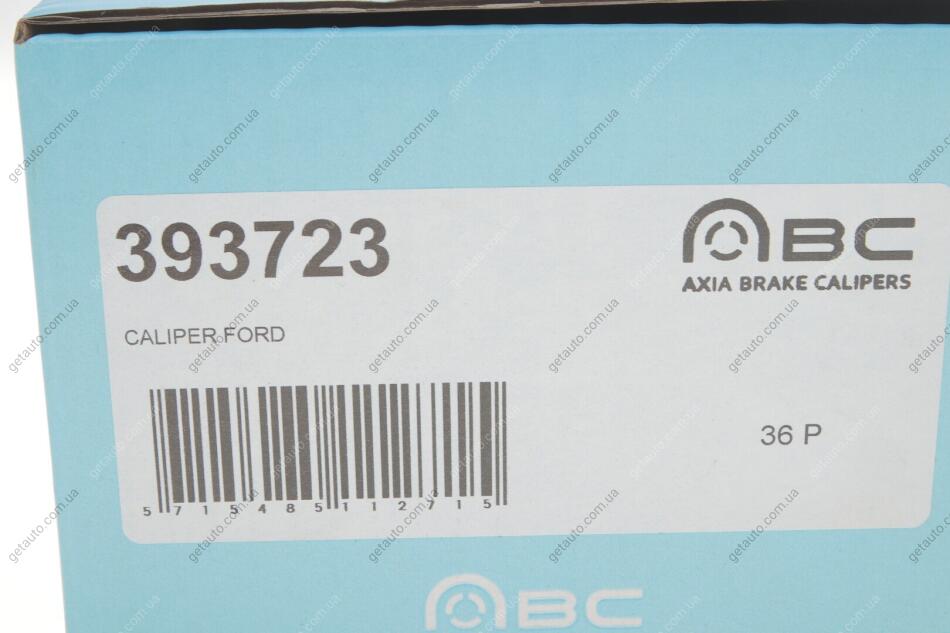 393723
ABC
AXIA BRAKE CALIPERS
CALIPER FORD
36 P
5 715485 112715
ABC
getauto.com.ua